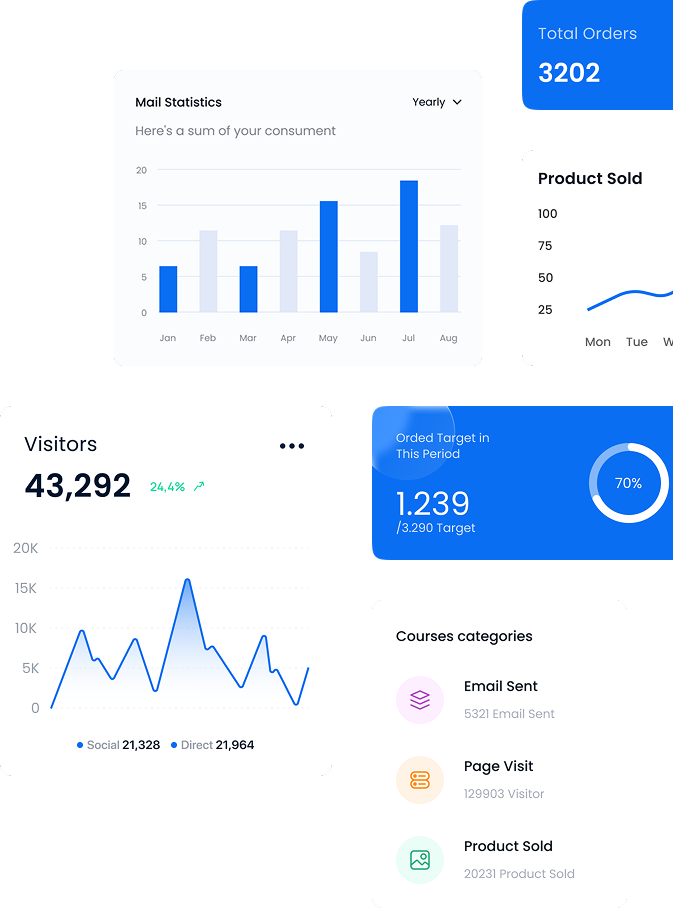 Total Orders
3202
Mail Statistics
Yearly
Here's a sum of your consument
20
15
10
5
0
Jan Feb Mar Apr May Jun Jul Aug
Product Sold
100
75
50
25
Mon Tue W
Visitors
43,292 24,4%
20K
15K
10K
5K
0
Social 21,328 Direct 21,964
Orded Target in
This Period
1.239
/3.290 Target
70%
Courses categories
Email Sent
5321 Email Sent
Page Visit
129903 Visitor
Product Sold
20231 Product Sold